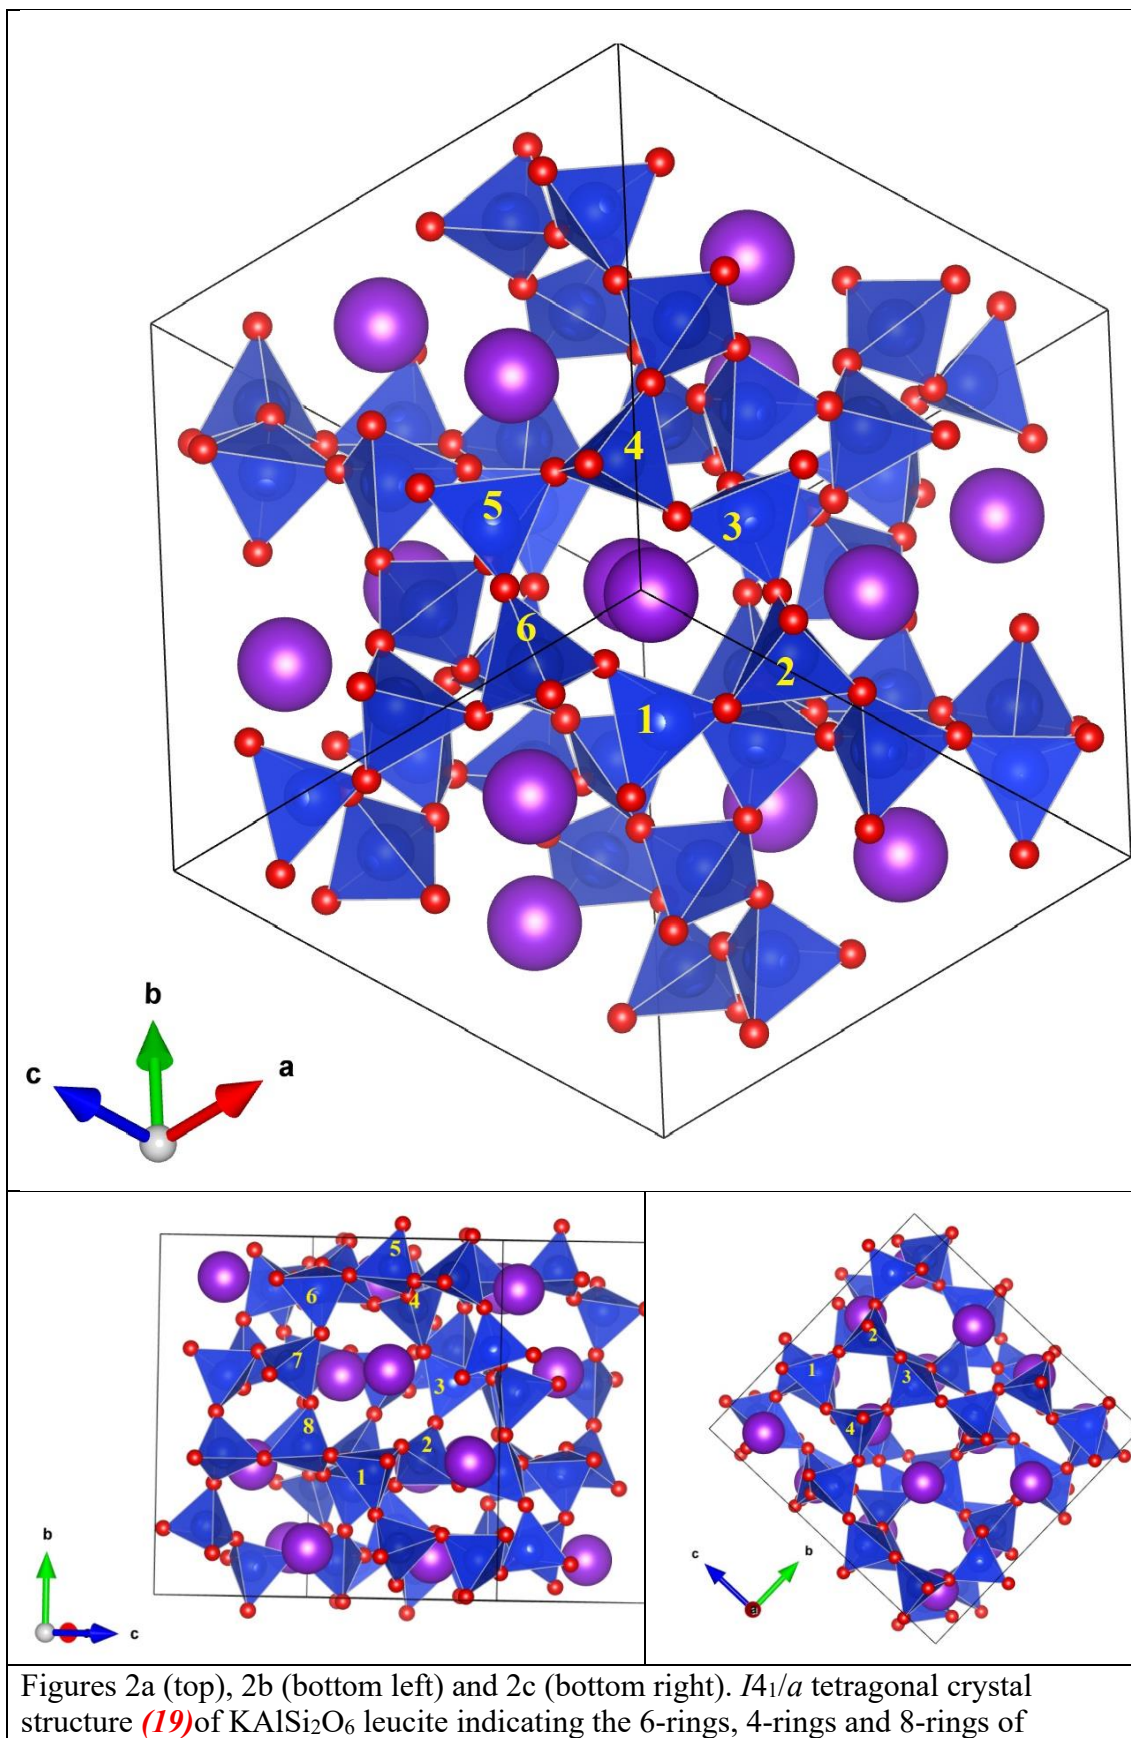 4
5
3
6
2
1
b
c
a
5
6
4
7
3
8
2
1
b
c
2
1
3
4
c
b
a
Figures 2a (top), 2b (bottom left) and 2c (bottom right). I4₁/a tetragonal crystal
structure (19)of KAlSi₂O₆ leucite indicating the 6-rings, 4-rings and 8-rings of